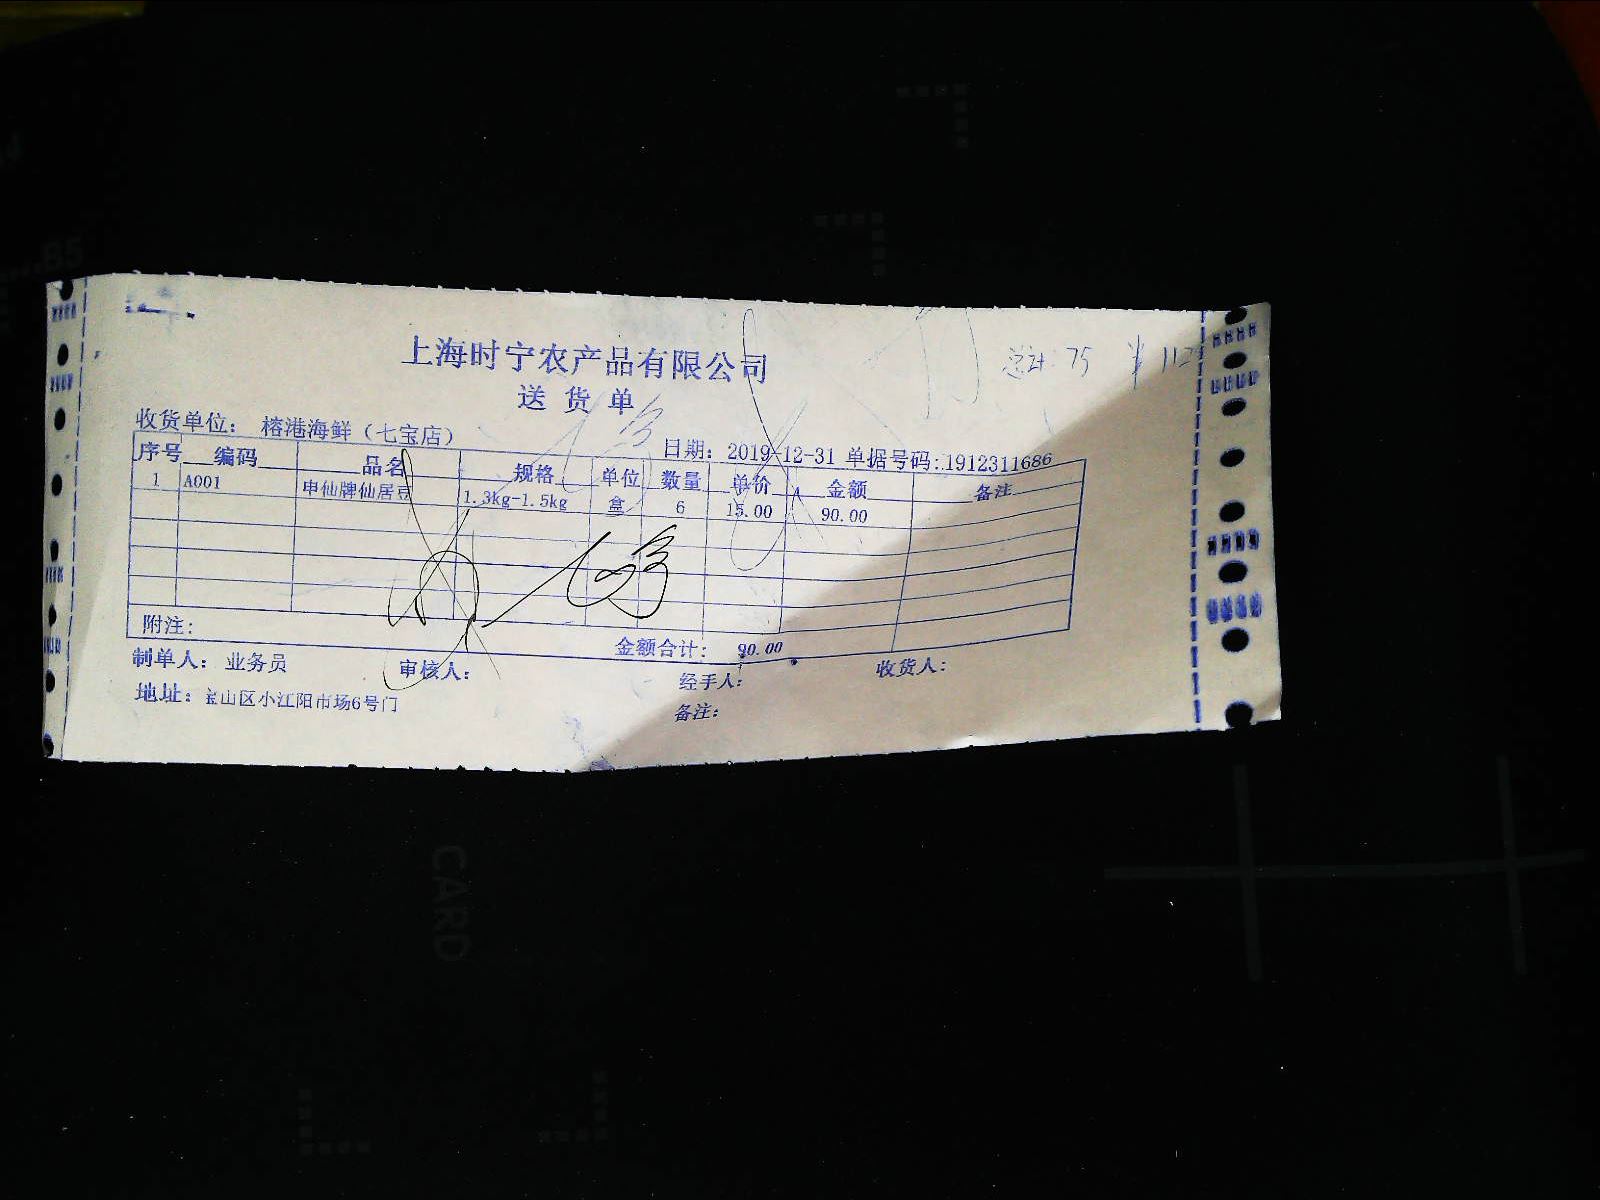 上海时宁农产品有限公司
送货单
总计:75 ¥112
收货单位: 榕港海鲜(七宝店) 日期: 2019-12-31 单据号码:1912311686
序号 编码 品名 规格 单位 数量 单价 金额 备注
1 A001 申仙牌仙居豆 1.3kg-1.5kg 盒 6 15.00 90.00
附注: 金额合计: 90.00
制单人: 业务员 审核人: 经手人: 收货人:
地址: 宝山区小江阳市场6号门 备注:
B5
CARD